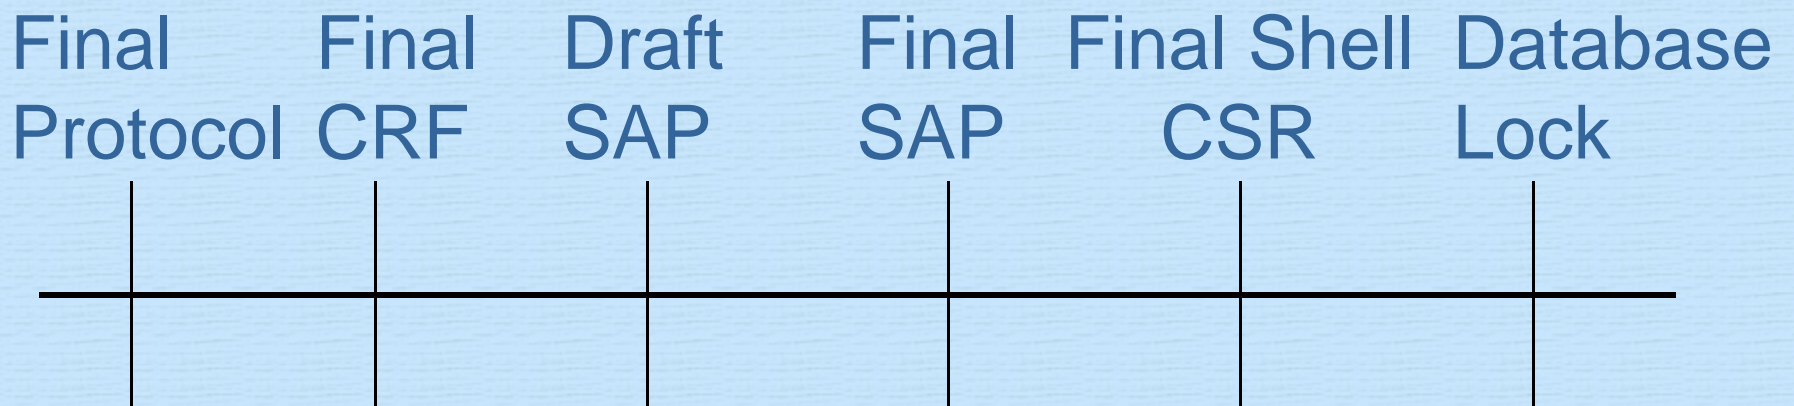 Final Protocol
Final CRF
Draft SAP
Final SAP
Final Shell CSR
Database Lock